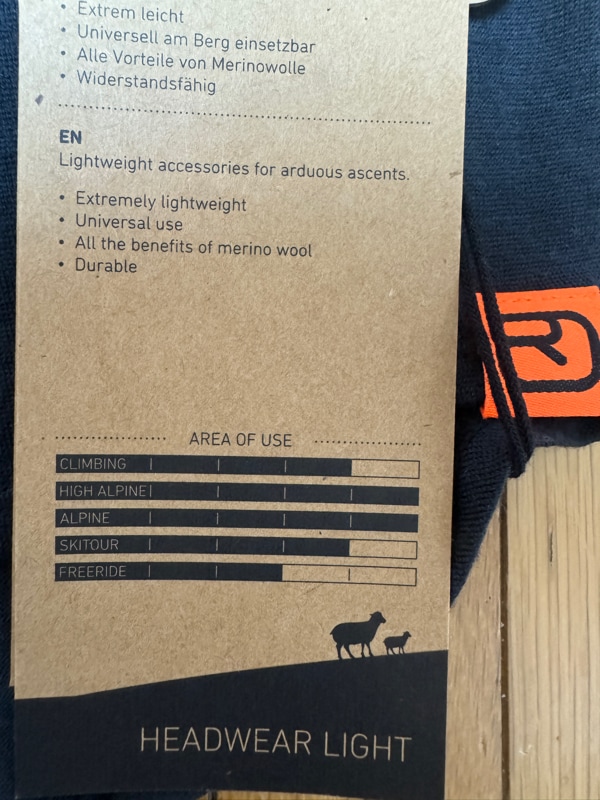 • Extrem leicht
• Universell am Berg einsetzbar
• Alle Vorteile von Merinowolle
• Widerstandsfähig
EN
Lightweight accessories for arduous ascents.
• Extremely lightweight
• Universal use
• All the benefits of merino wool
• Durable
AREA OF USE
CLIMBING
HIGH ALPINE
ALPINE
SKITOUR
FREERIDE
HEADWEAR LIGHT